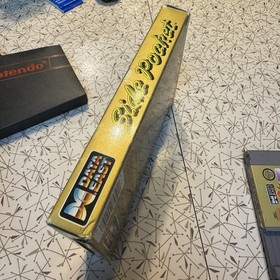 Side Pocket
DATA
EAST
Nintendo